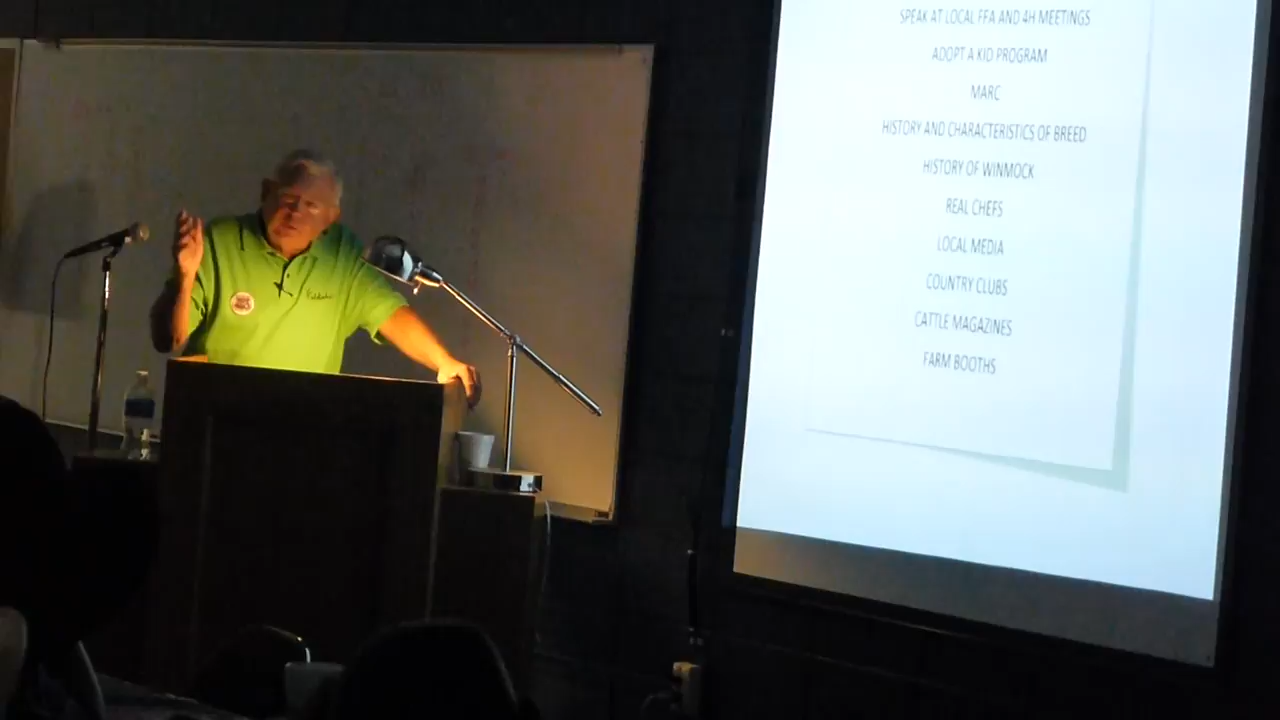 SPEAK AT LOCAL FFA AND 4H MEETINGS
ADOPT A KID PROGRAM
MARC
HISTORY AND CHARACTERISTICS OF BREED
HISTORY OF WINMOCK
REAL CHEFS
LOCAL MEDIA
COUNTRY CLUBS
CATTLE MAGAZINES
FARM BOOTHS